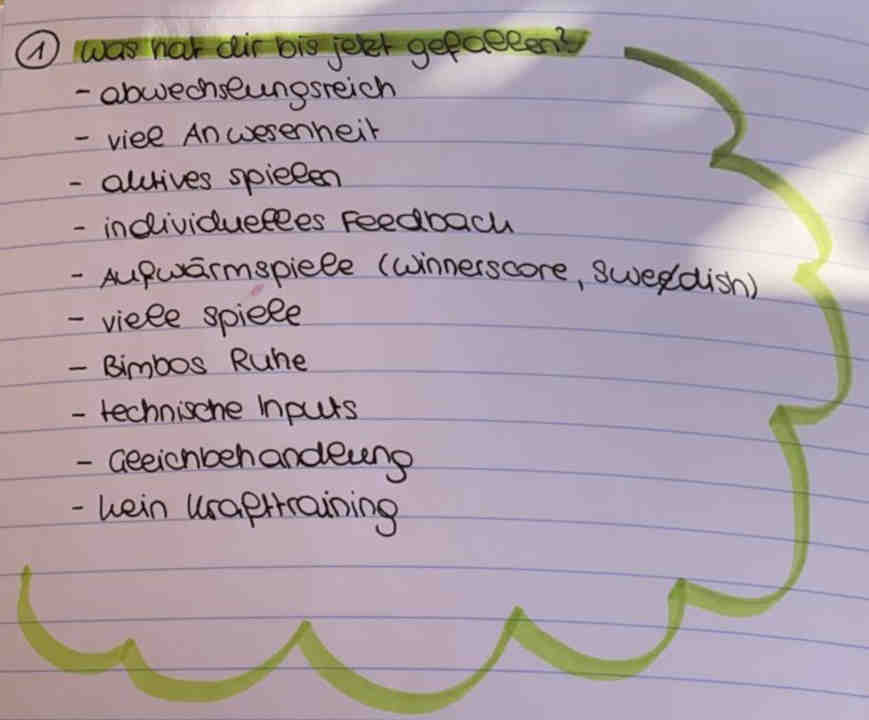 ① Was hat dir bis jetzt gefallen?
- abwechslungsreich
- viel Anwesenheit
- aktives spielen
- individuelles Feedback
- Aufwärmspiele (Winnerscore, Swedish)
- viele spiele
- Bimbos Ruhe
- technische Inputs
- Gleichbehandlung
- kein Krafttraining